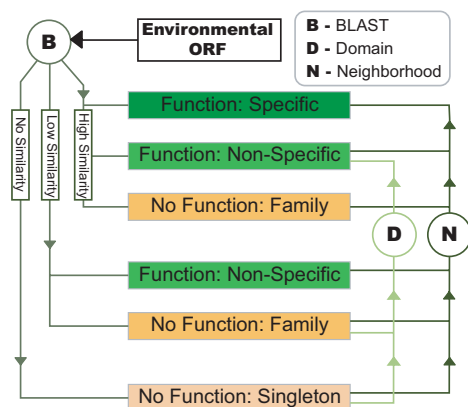 B
Environmental
ORF
B - BLAST
D - Domain
N - Neighborhood
No Similarity
Low Similarity
High Similarity
Function: Specific
Function: Non-Specific
No Function: Family
D
N
Function: Non-Specific
No Function: Family
No Function: Singleton